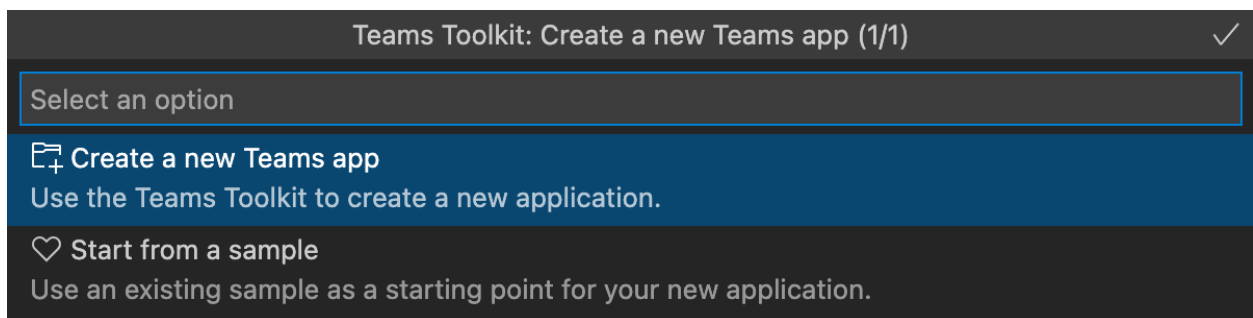 Teams Toolkit: Create a new Teams app (1/1)
Select an option
Create a new Teams app
Use the Teams Toolkit to create a new application.
Start from a sample
Use an existing sample as a starting point for your new application.